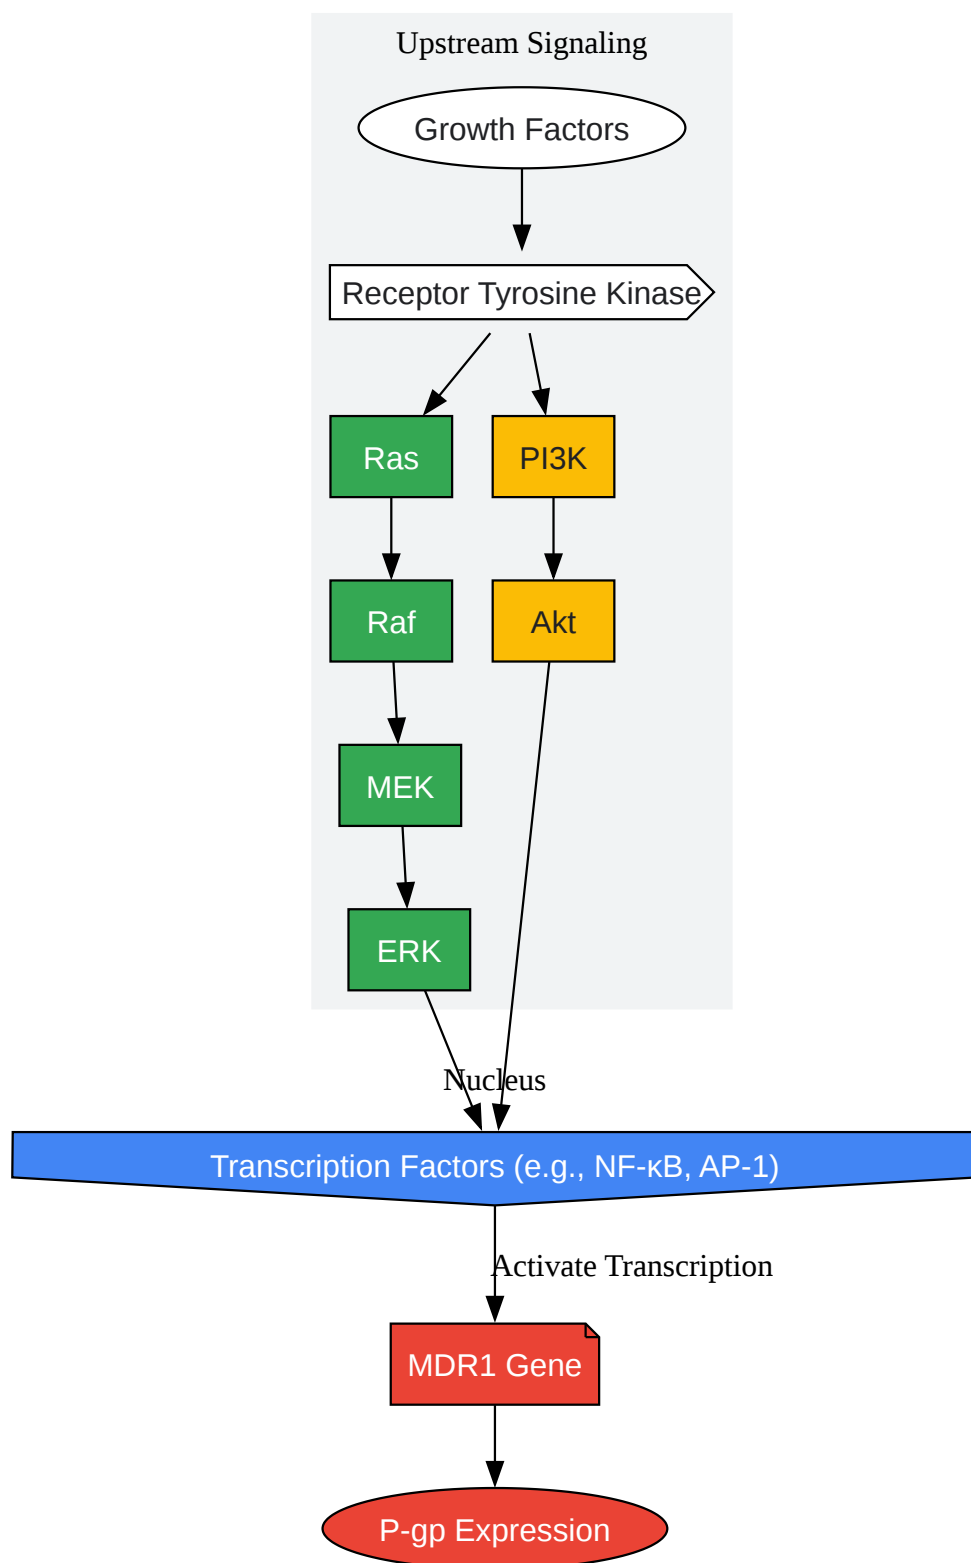 Upstream Signaling
Growth Factors
Receptor Tyrosine Kinase
Ras
PI3K
Raf
Akt
MEK
ERK
Nucleus
Transcription Factors (e.g., NF-κB, AP-1)
Activate Transcription
MDR1 Gene
P-gp Expression